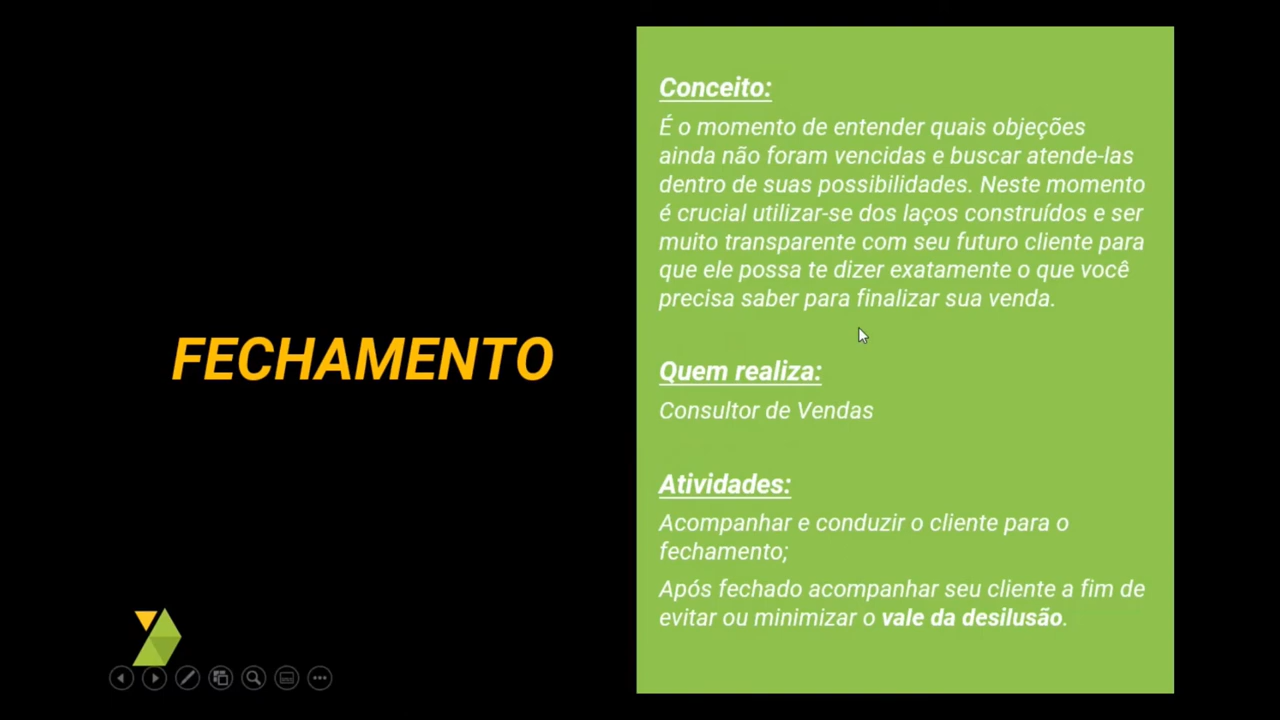 FECHAMENTO
Conceito:
É o momento de entender quais objeções
ainda não foram vencidas e buscar atende-las
dentro de suas possibilidades. Neste momento
é crucial utilizar-se dos laços construídos e ser
muito transparente com seu futuro cliente para
que ele possa te dizer exatamente o que você
precisa saber para finalizar sua venda.
Quem realiza:
Consultor de Vendas
Atividades:
Acompanhar e conduzir o cliente para o
fechamento;
Após fechado acompanhar seu cliente a fim de
evitar ou minimizar o vale da desilusão.